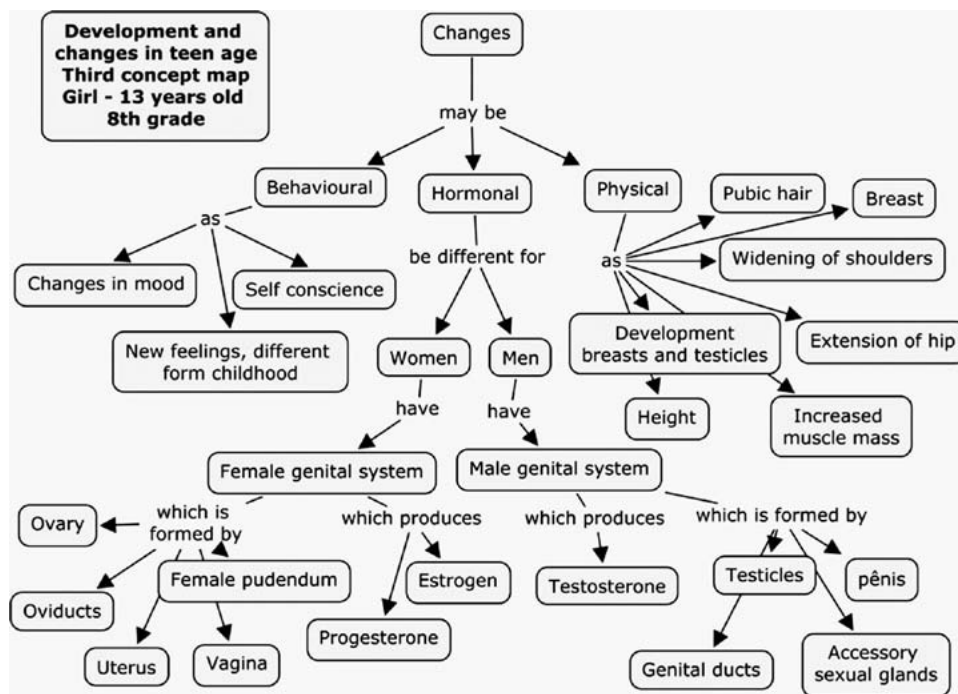 Development and
changes in teen age
Third concept map
Girl - 13 years old
8th grade
Changes
may be
Behavioural
Hormonal
Physical
Pubic hair
Breast
as
be different for
as
Widening of shoulders
Changes in mood
Self conscience
New feelings, different
form childhood
Women
Men
Development
breasts and testicles
Extension of hip
have
have
Height
Increased
muscle mass
Female genital system
Male genital system
Ovary
which is
formed by
which produces
which produces
which is formed by
Oviducts
Female pudendum
Estrogen
Testosterone
Testicles
pênis
Uterus
Vagina
Progesterone
Genital ducts
Accessory
sexual glands